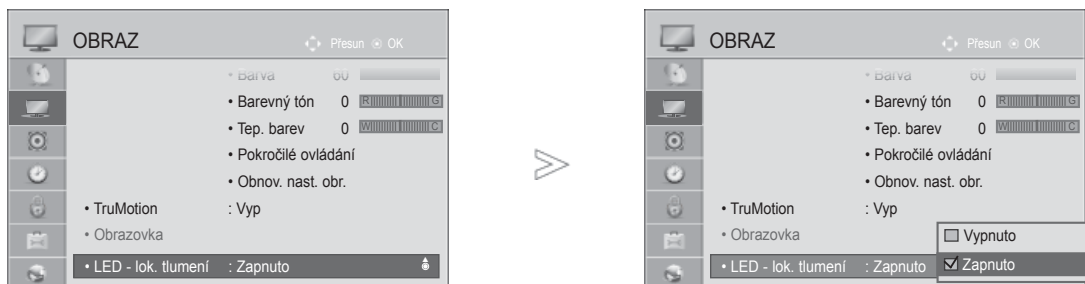 OBRAZ Přesun OK
• Barva 60
• Barevný tón 0 R G
• Tep. barev 0 W C
• Pokročilé ovládání
• Obnov. nast. obr.
• TruMotion : Vyp
• Obrazovka
• LED - lok. tlumení : Zapnuto
OBRAZ Přesun OK
• Barva 60
• Barevný tón 0 R G
• Tep. barev 0 W C
• Pokročilé ovládání
• Obnov. nast. obr.
• TruMotion : Vyp
• Obrazovka
Vypnuto
• LED - lok. tlumení : Zapnuto Zapnuto